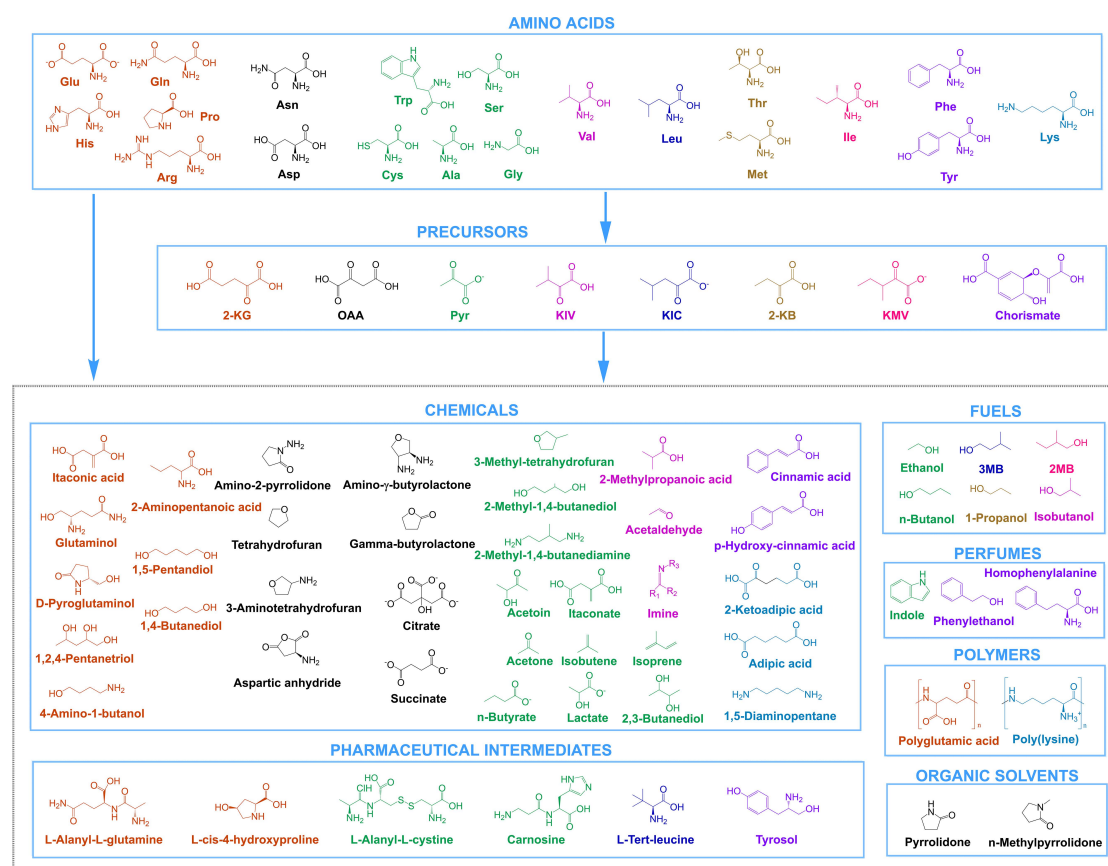 AMINO ACIDS
Glu
Gln
Asn
Trp
Ser
Val
Leu
Thr
Ile
Phe
Lys
His
Pro
Arg
Asp
Cys
Ala
Gly
Met
Tyr
PRECURSORS
2-KG
OAA
Pyr
KIV
KIC
2-KB
KMV
Chorismate
CHEMICALS
Itaconic acid
2-Aminopentanoic acid
Amino-2-pyrrolidone
Amino-γ-butyrolactone
3-Methyl-tetrahydrofuran
2-Methylpropanoic acid
Cinnamic acid
Glutaminol
1,5-Pentandiol
Tetrahydrofuran
Gamma-butyrolactone
2-Methyl-1,4-butanediol
2-Methyl-1,4-butanediamine
Acetaldehyde
p-Hydroxy-cinnamic acid
D-Pyroglutaminol
1,4-Butanediol
3-Aminotetrahydrofuran
Citrate
Acetoin
Itaconate
Imine
2-Ketoadipic acid
1,2,4-Pentanetriol
Aspartic anhydride
Succinate
Acetone
Isobutene
Isoprene
Adipic acid
4-Amino-1-butanol
n-Butyrate
Lactate
2,3-Butanediol
1,5-Diaminopentane
FUELS
Ethanol
3MB
2MB
n-Butanol
1-Propanol
Isobutanol
PERFUMES
Homophenylalanine
Indole
Phenylethanol
POLYMERS
Polyglutamic acid
Poly(lysine)
PHARMACEUTICAL INTERMEDIATES
L-Alanyl-L-glutamine
L-cis-4-hydroxyproline
L-Alanyl-L-cystine
Carnosine
L-Tert-leucine
Tyrosol
ORGANIC SOLVENTS
Pyrrolidone
n-Methylpyrrolidone